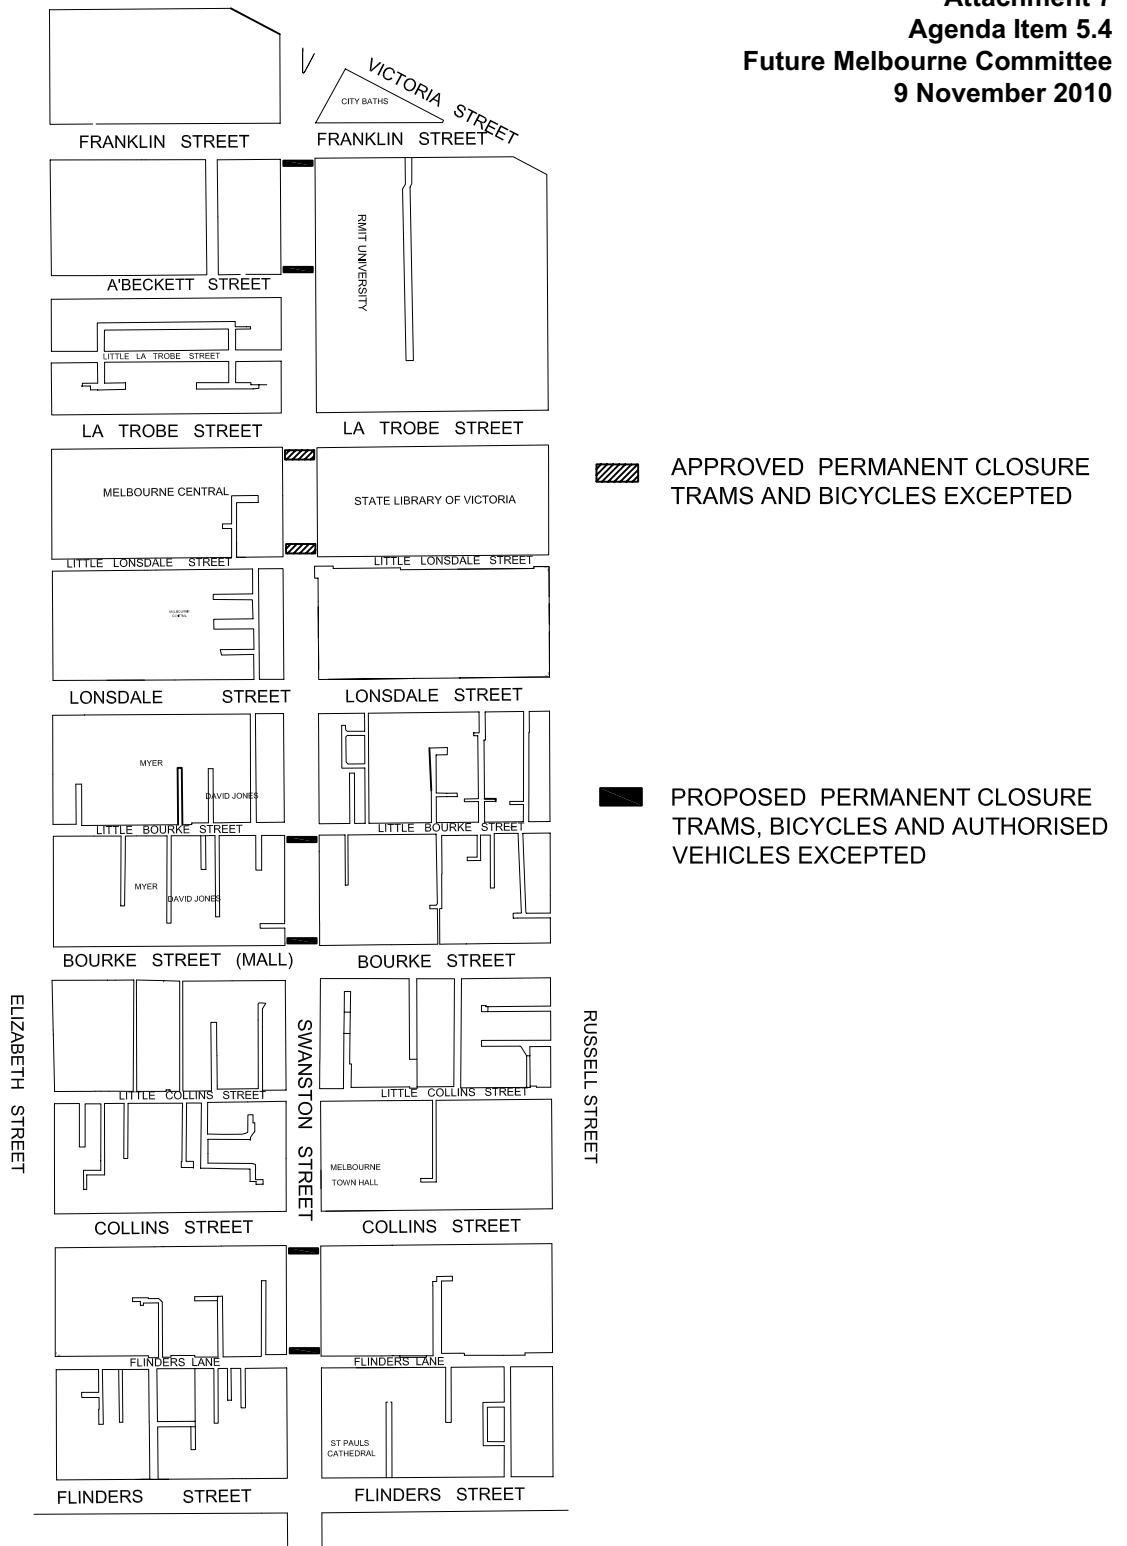 Attachment 7
Agenda Item 5.4
Future Melbourne Committee
9 November 2010
VICTORIA STREET
CITY BATHS
FRANKLIN STREET
FRANKLIN STREET
RMIT UNIVERSITY
A'BECKETT STREET
LITTLE LA TROBE STREET
LA TROBE STREET
LA TROBE STREET
MELBOURNE CENTRAL
STATE LIBRARY OF VICTORIA
APPROVED PERMANENT CLOSURE
TRAMS AND BICYCLES EXCEPTED
LITTLE LONSDALE STREET
LITTLE LONSDALE STREET
MELBOURNE
CENTRAL
LONSDALE STREET
LONSDALE STREET
MYER
DAVID JONES
LITTLE BOURKE STREET
LITTLE BOURKE STREET
PROPOSED PERMANENT CLOSURE
TRAMS, BICYCLES AND AUTHORISED
VEHICLES EXCEPTED
MYER
DAVID JONES
BOURKE STREET (MALL)
BOURKE STREET
ELIZABETH STREET
SWANSTON STREET
RUSSELL STREET
LITTLE COLLINS STREET
LITTLE COLLINS STREET
MELBOURNE
TOWN HALL
COLLINS STREET
COLLINS STREET
FLINDERS LANE
FLINDERS LANE
ST PAULS
CATHEDRAL
FLINDERS STREET
FLINDERS STREET